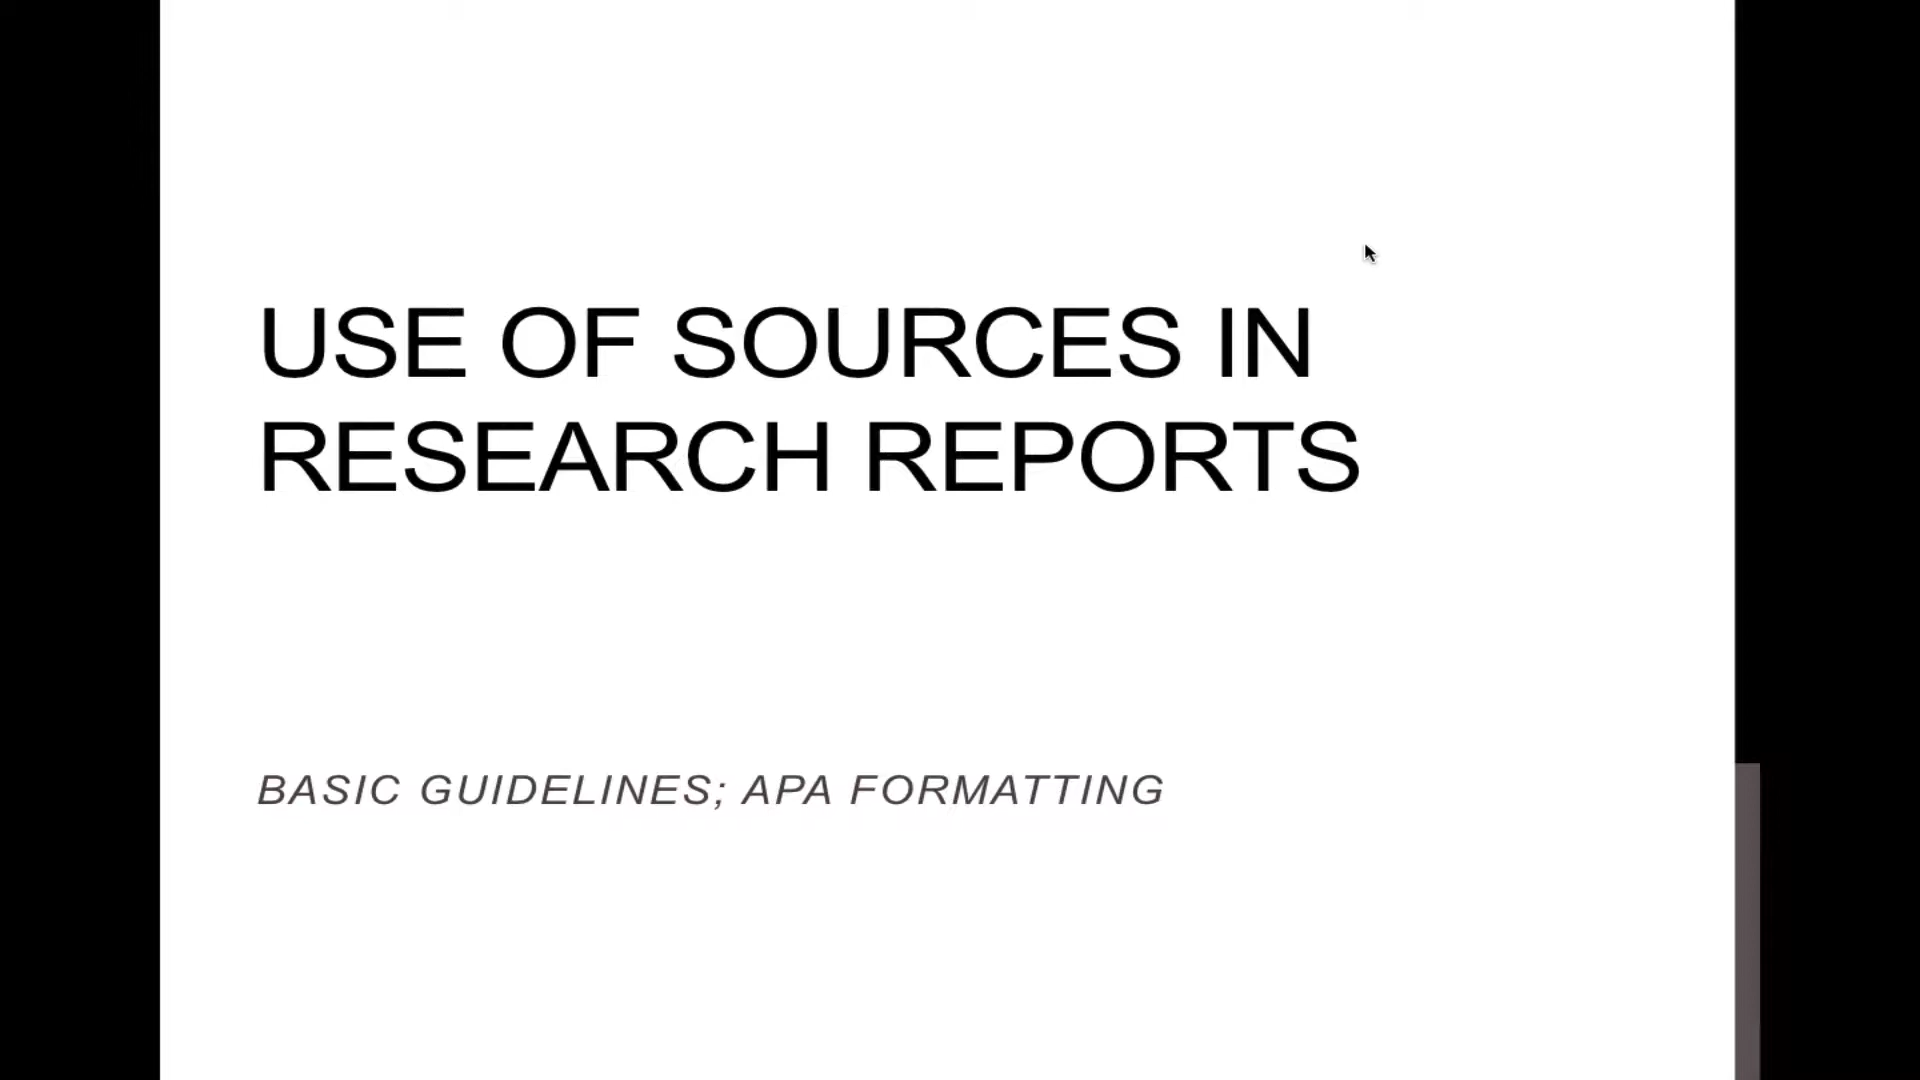 USE OF SOURCES IN
RESEARCH REPORTS
BASIC GUIDELINES; APA FORMATTING